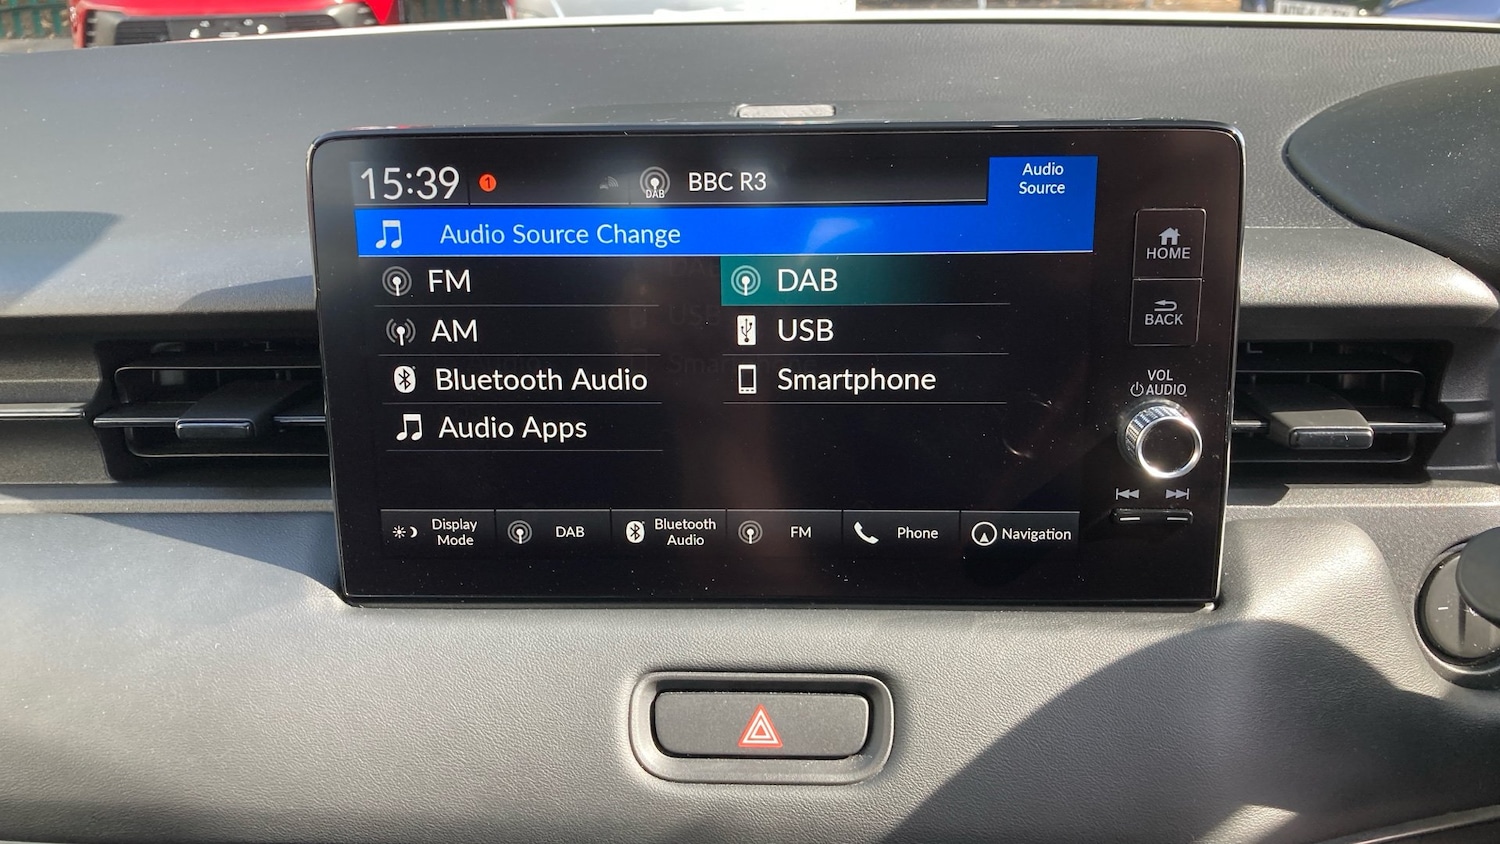 15:39
1
DAB
BBC R3
Audio
Source
Audio Source Change
FM
DAB
AM
USB
Bluetooth Audio
Smartphone
Audio Apps
HOME
BACK
VOL
AUDIO
Display
Mode
DAB
Bluetooth
Audio
FM
Phone
Navigation